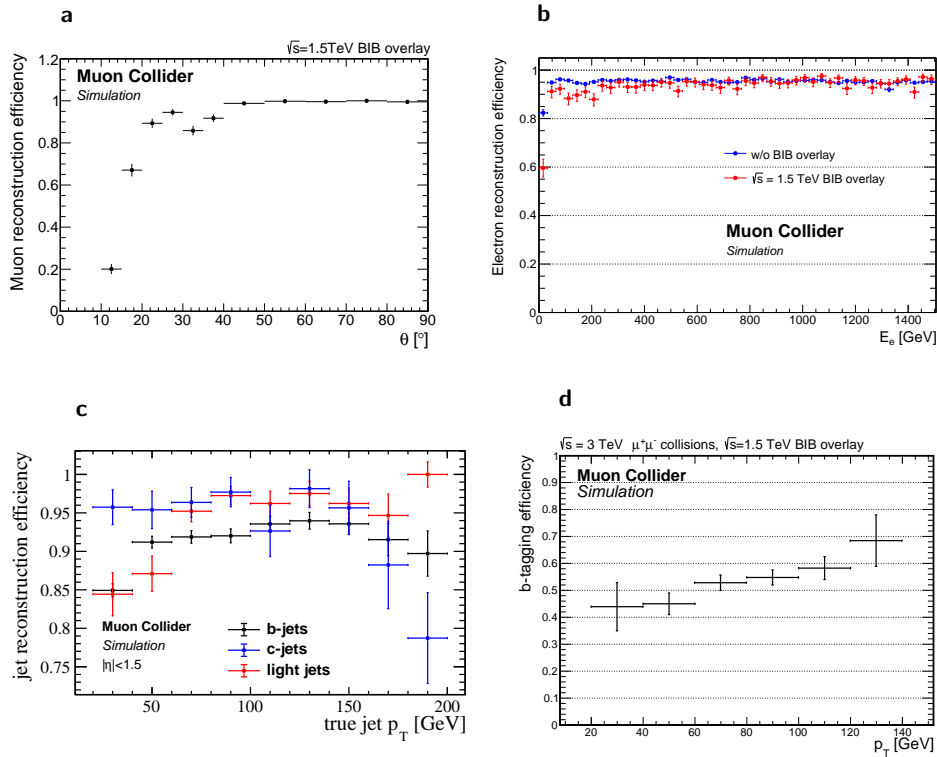 a
√s=1.5TeV BIB overlay
Muon Collider
Simulation
Muon reconstruction efficiency
1.2
1
0.8
0.6
0.4
0.2
0
0 10 20 30 40 50 60 70 80 90
θ [°]
b
Electron reconstruction efficiency
1
0.8
0.6
0.4
0.2
0
w/o BIB overlay
√s = 1.5 TeV BIB overlay
Muon Collider
Simulation
0 200 400 600 800 1000 1200 1400
E_e [GeV]
c
jet reconstruction efficiency
1
0.95
0.9
0.85
0.8
0.75
Muon Collider
Simulation
|η|<1.5
b-jets
c-jets
light jets
50 100 150 200
true jet p_T [GeV]
d
√s = 3 TeV μ⁺μ⁻ collisions, √s=1.5 TeV BIB overlay
Muon Collider
Simulation
b-tagging efficiency
1
0.9
0.8
0.7
0.6
0.5
0.4
0.3
0.2
0.1
0
20 40 60 80 100 120 140
p_T [GeV]